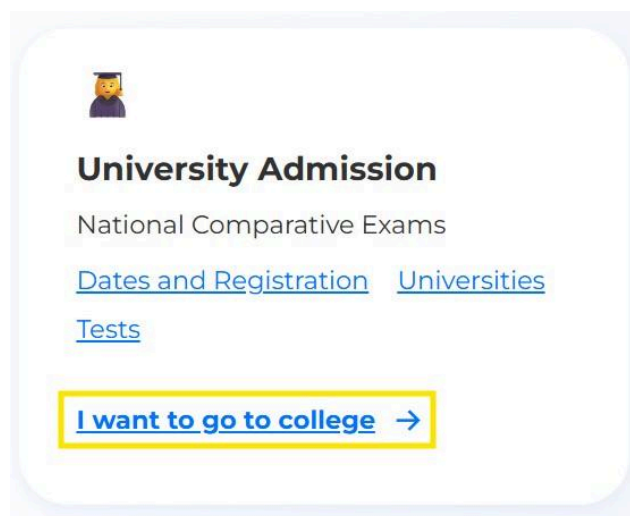 University Admission
National Comparative Exams
Dates and Registration Universities
Tests
I want to go to college →